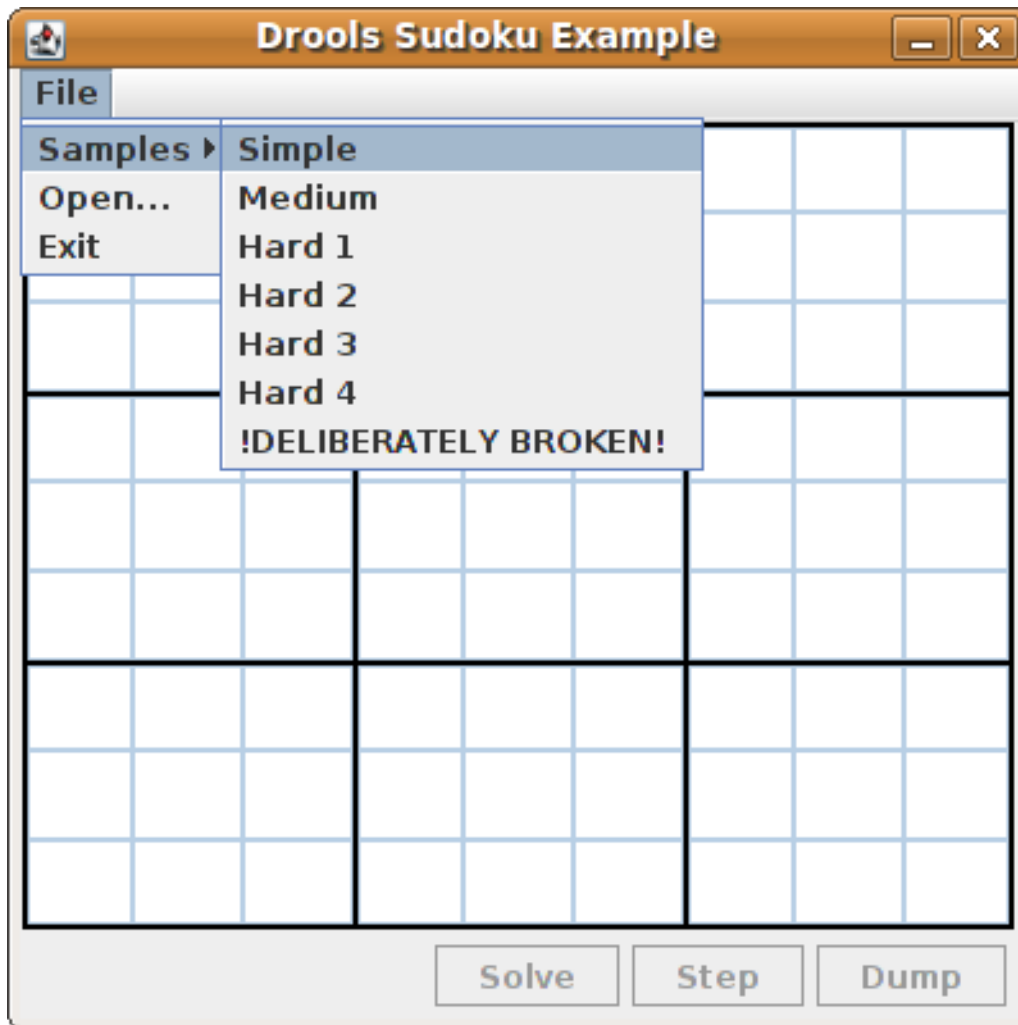 Drools Sudoku Example
File
Samples Simple
Open... Medium
Exit Hard 1
Hard 2
Hard 3
Hard 4
!DELIBERATELY BROKEN!
Solve Step Dump